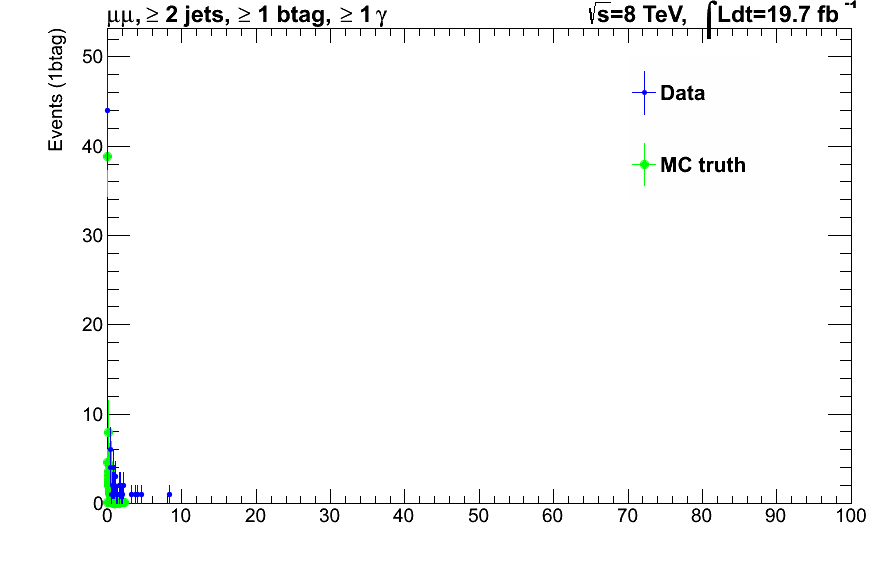 μμ, ≥ 2 jets, ≥ 1 btag, ≥ 1 γ
√s=8 TeV, ∫Ldt=19.7 fb⁻¹
Events (1btag)
50
40
30
20
10
0
Data
MC truth
0 10 20 30 40 50 60 70 80 90 100